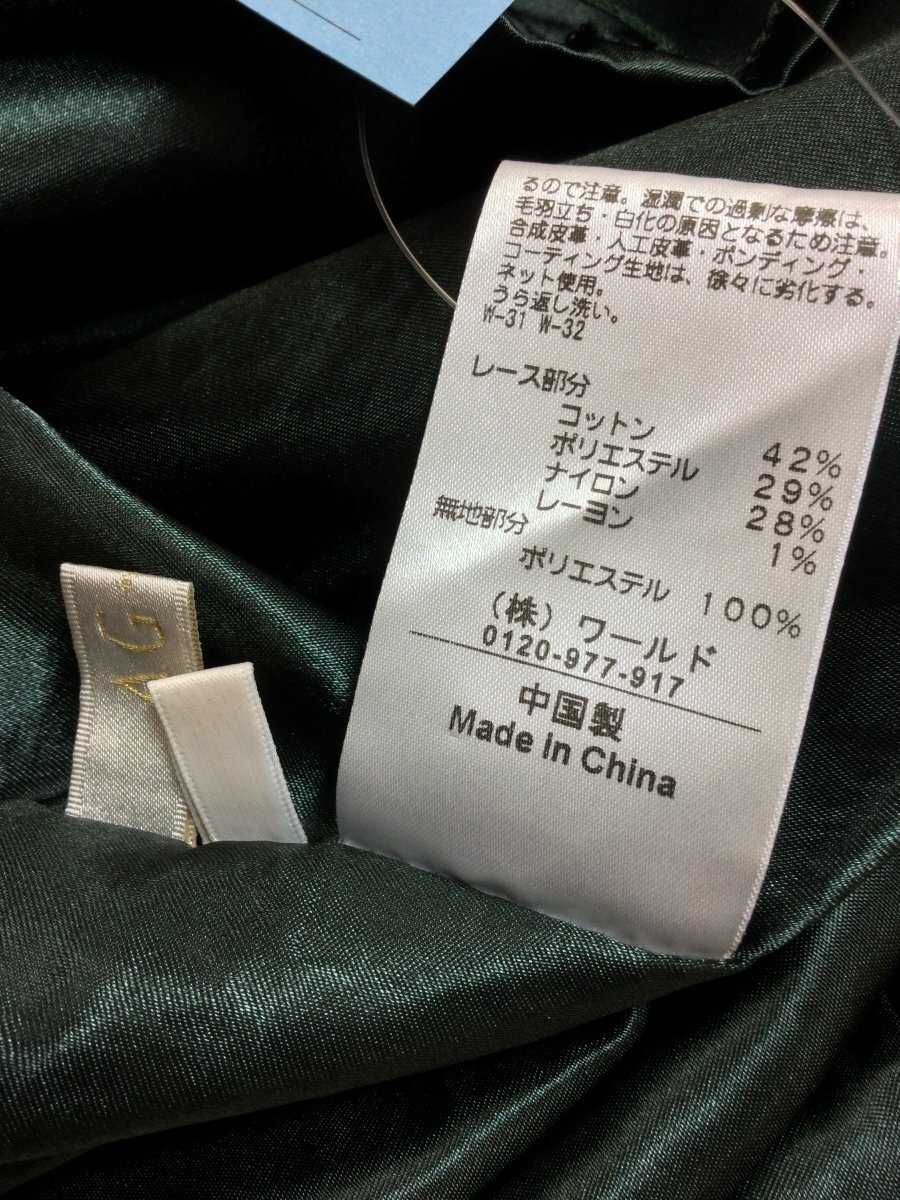 るので注意。湿潤での過剰な摩擦は、
毛羽立ち・白化の原因となるため注意。
合成皮革・人工皮革・ボンディング・
コーティング生地は、徐々に劣化する。
ネット使用。
うら返し洗い。
W-31 W-32
レース部分
コットン 42%
ポリエステル 29%
ナイロン 28%
レーヨン 1%
無地部分
ポリエステル 100%
(株)ワールド
0120-977-917
中国製
Made in China
AG